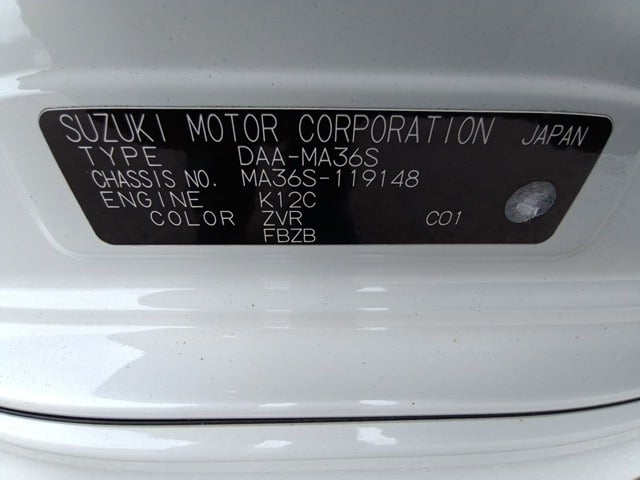 SUZUKI MOTOR CORPORATION JAPAN
TYPE DAA-MA36S
CHASSIS NO. MA36S-119148
ENGINE K12C
COLOR ZVR C01
FBZB